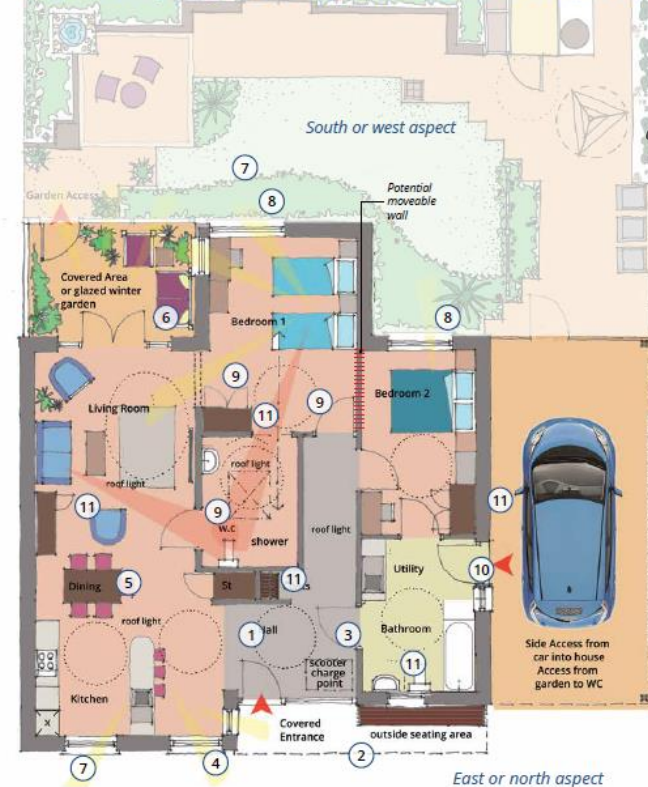 South or west aspect
7
Potential
moveable
wall
8
Garden Access
Covered Area
or glazed winter
garden
6
Bedroom 1
8
9
Bedroom 2
Living Room
11
9
roof light
roof light
9
11
11
roof light
W.C
shower
Utility
10
Dining
5
St
11
s
roof light
1
all
3
Bathroom
Side Access from
car into house
Access from
garden to WC
scooter
charge
point
11
Kitchen
X
Covered
Entrance
outside seating area
2
7
4
East or north aspect